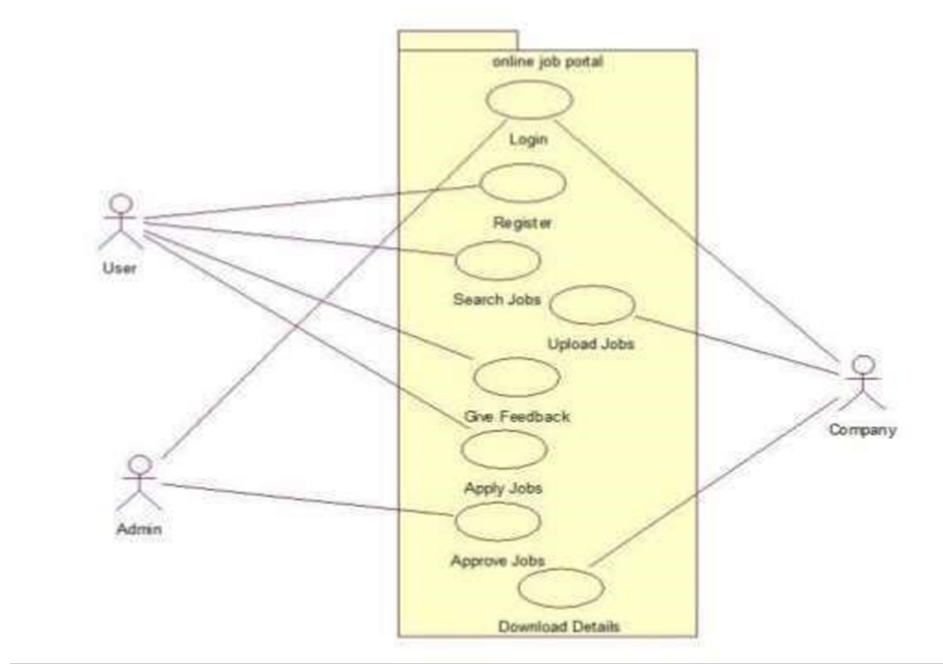 online job portal
Login
Register
User
Search Jobs
Upload Jobs
Give Feedback
Company
Apply Jobs
Admin
Approve Jobs
Download Details